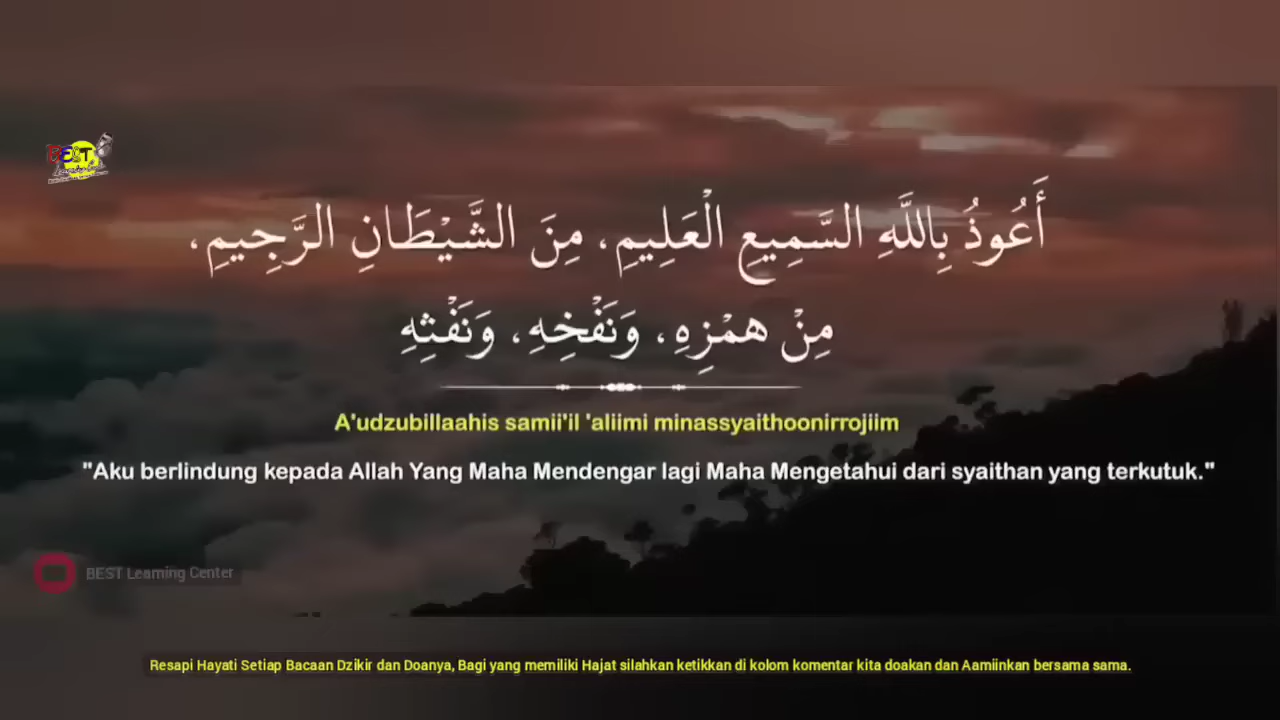 BEST
أَعُوذُ بِاللَّهِ السَّمِيعِ الْعَلِيمِ، مِنَ الشَّيْطَانِ الرَّجِيمِ،
مِنْ هَمْزِهِ، وَنَفْخِهِ، وَنَفْثِهِ
A'udzubillaahis samii'il 'aliimi minassyaithoonirrojiim
"Aku berlindung kepada Allah Yang Maha Mendengar lagi Maha Mengetahui dari syaithan yang terkutuk."
BEST Learning Center
Resapi Hayati Setiap Bacaan Dzikir dan Doanya, Bagi yang memiliki Hajat silahkan ketikkan di kolom komentar kita doakan dan Aamiinkan bersama sama.